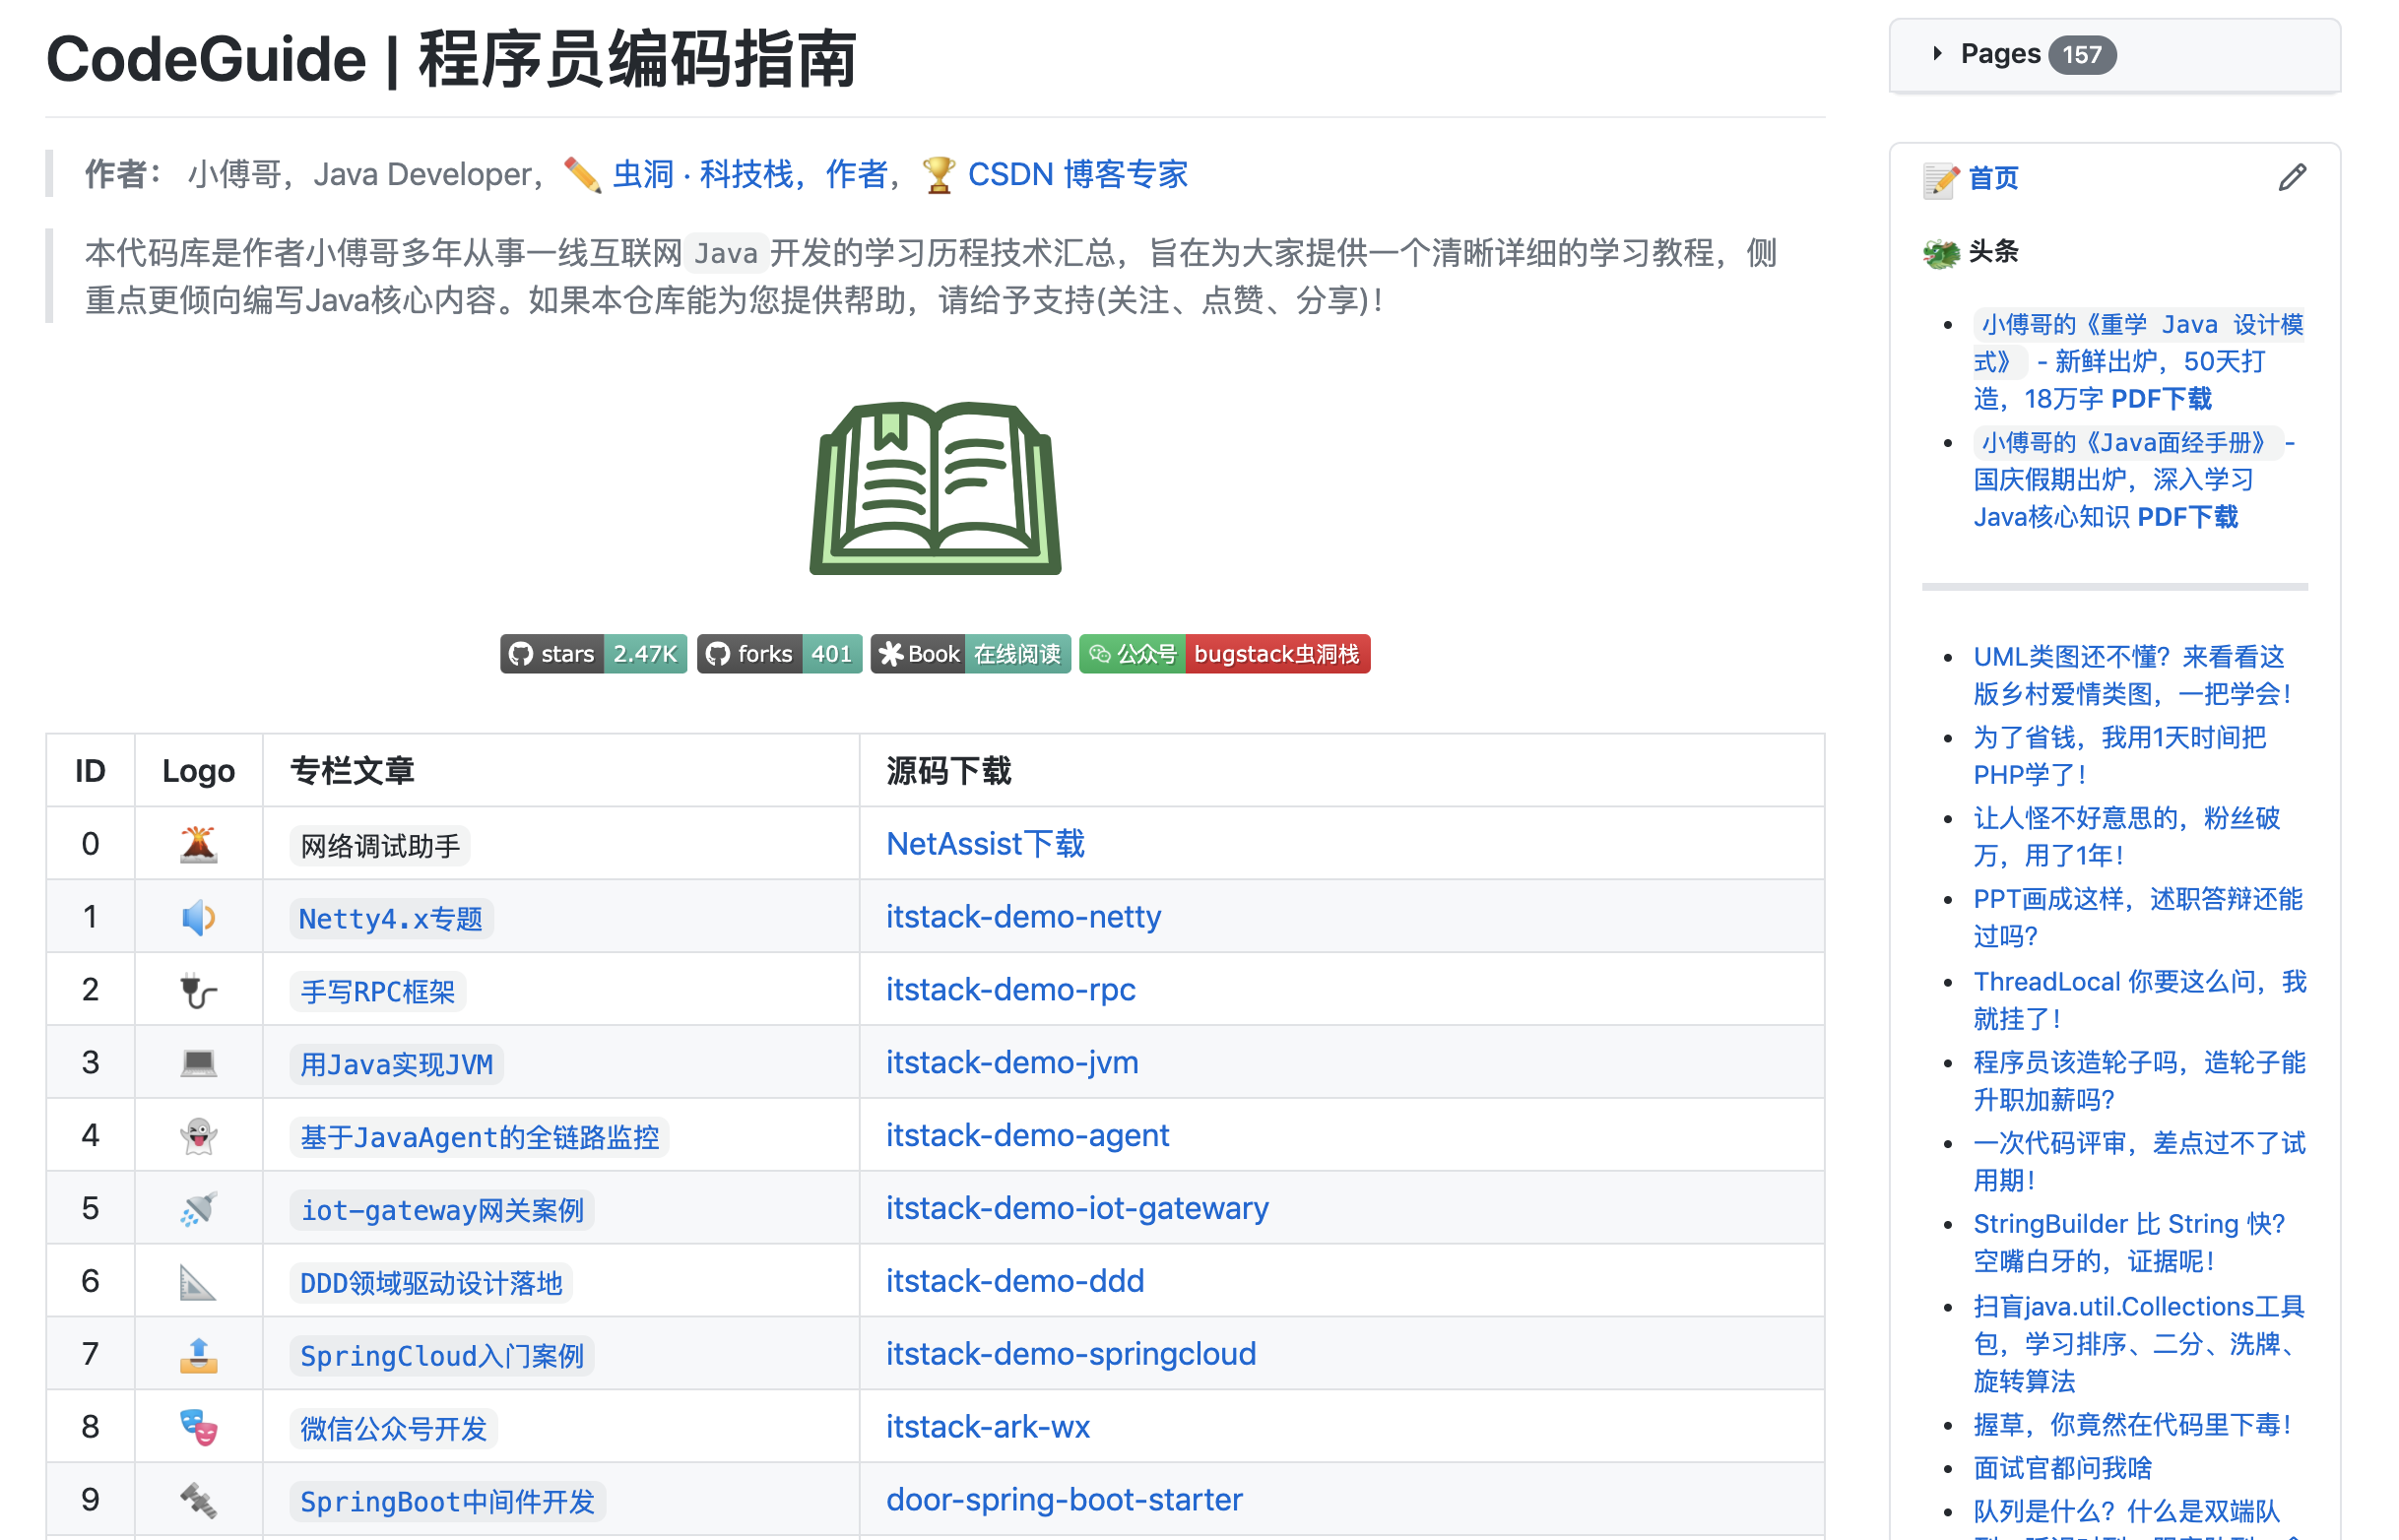 CodeGuide | 程序员编码指南
作者： 小傅哥，Java Developer， 虫洞 · 科技栈，作者， CSDN 博客专家
本代码库是作者小傅哥多年从事一线互联网 Java 开发的学习历程技术汇总，旨在为大家提供一个清晰详细的学习教程，侧
重点更倾向编写Java核心内容。如果本仓库能为您提供帮助，请给予支持(关注、点赞、分享)！
stars 2.47K forks 401 Book 在线阅读 公众号 bugstack虫洞栈
ID Logo 专栏文章 源码下载
0 网络调试助手 NetAssist下载
1 Netty4.x专题 itstack-demo-netty
2 手写RPC框架 itstack-demo-rpc
3 用Java实现JVM itstack-demo-jvm
4 基于JavaAgent的全链路监控 itstack-demo-agent
5 iot-gateway网关案例 itstack-demo-iot-gatewary
6 DDD领域驱动设计落地 itstack-demo-ddd
7 SpringCloud入门案例 itstack-demo-springcloud
8 微信公众号开发 itstack-ark-wx
9 SpringBoot中间件开发 door-spring-boot-starter
Pages 157
首页
头条
小傅哥的《重学 Java 设计模
式》 - 新鲜出炉，50天打
造，18万字 PDF下载
小傅哥的《Java面经手册》 -
国庆假期出炉，深入学习
Java核心知识 PDF下载
UML类图还不懂？来看看这
版乡村爱情类图，一把学会！
为了省钱，我用1天时间把
PHP学了！
让人怪不好意思的，粉丝破
万，用了1年！
PPT画成这样，述职答辩还能
过吗？
ThreadLocal 你要这么问，我
就挂了！
程序员该造轮子吗，造轮子能
升职加薪吗？
一次代码评审，差点过不了试
用期！
StringBuilder 比 String 快？
空嘴白牙的，证据呢！
扫盲java.util.Collections工具
包，学习排序、二分、洗牌、
旋转算法
握草，你竟然在代码里下毒！
面试官都问我啥
队列是什么？什么是双端队